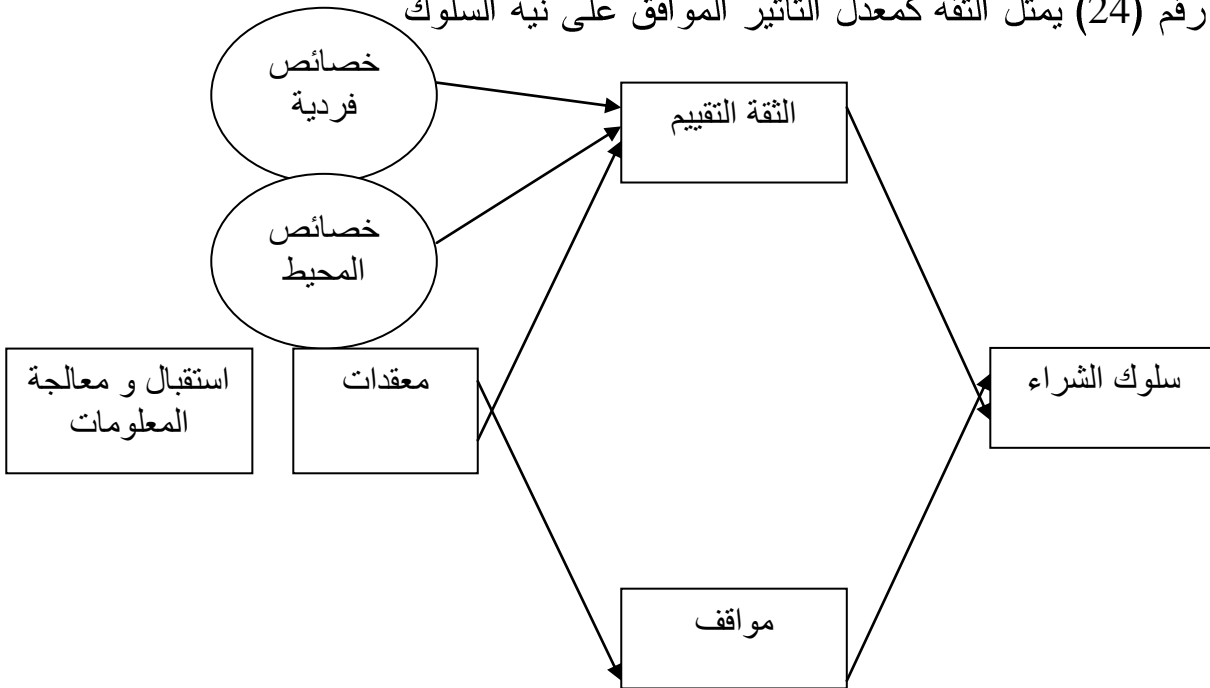 رقم (24) يمثل الثقة كمعدل التأثير الموافق على نية السلوك
خصائص
فردية
الثقة التقييم
خصائص
المحيط
استقبال و معالجة
المعلومات
معقدات
سلوك الشراء
مواقف